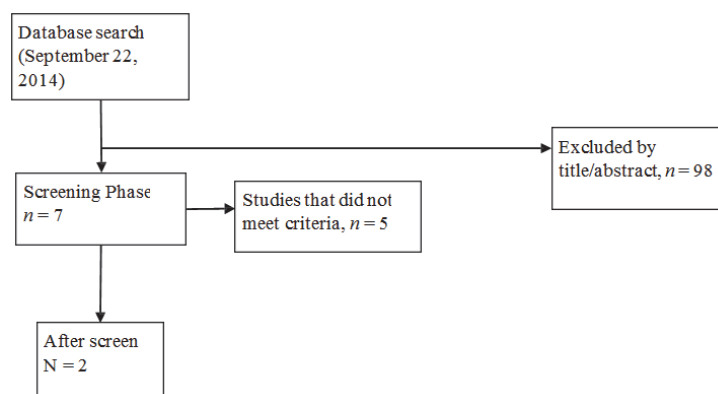 Database search
(September 22,
2014)
Excluded by
title/abstract, n = 98
Screening Phase
n = 7
Studies that did not
meet criteria, n = 5
After screen
N = 2